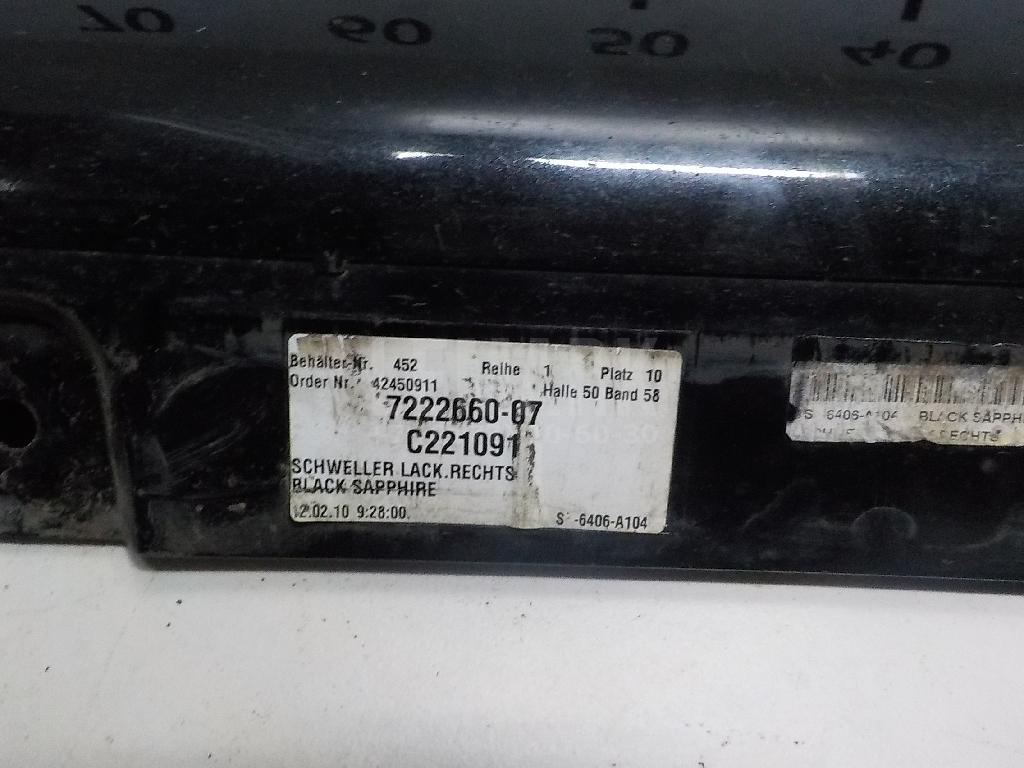 70 60 50 40
Behälter-Nr. 452 Reihe 1 Platz 10
Order Nr. 42450911 Halle 50 Band 58
7222660-07
C221091
SCHWELLER LACK.RECHTS
BLACK SAPPHIRE
12.02.10 9:28:00.
-6406-A104
6406-A104 BLACK SAPPHI
RECHTS